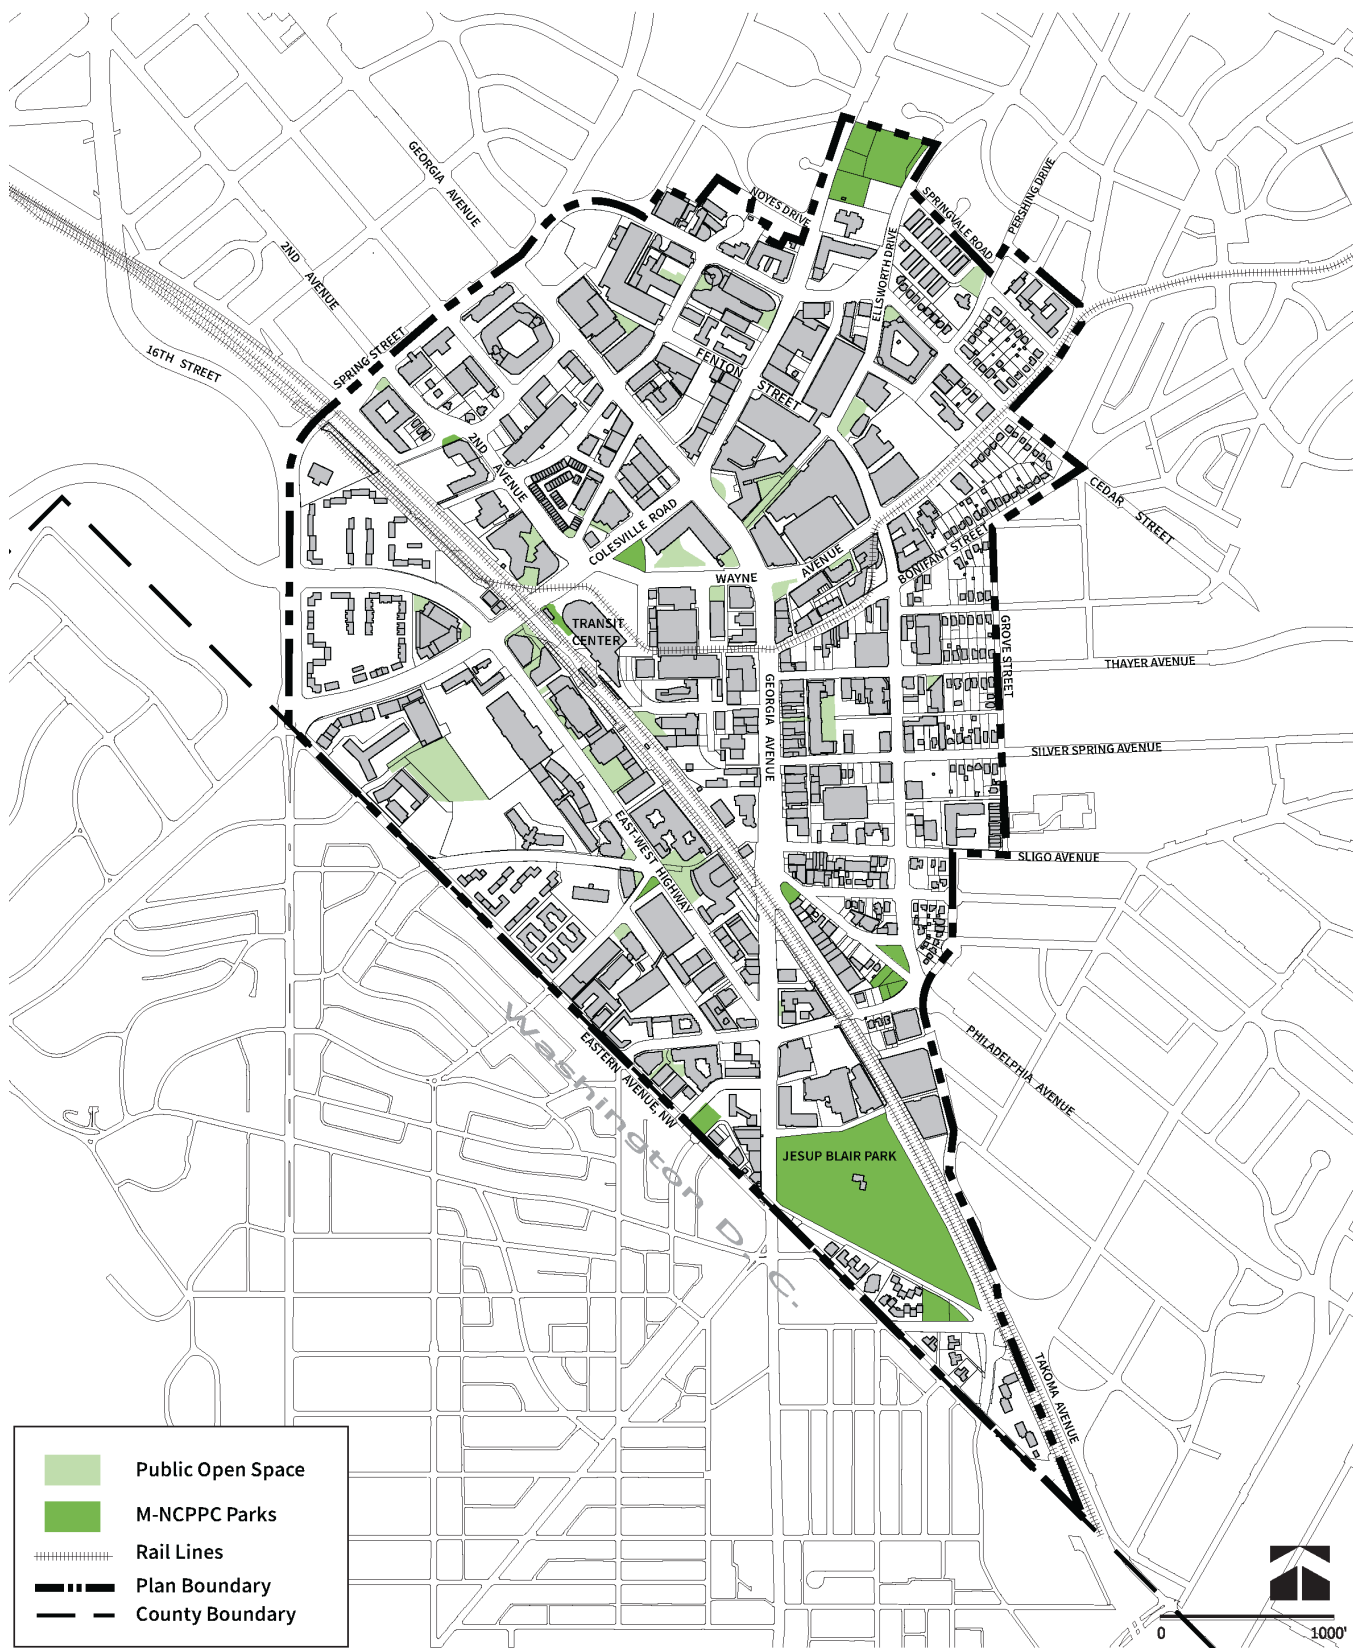 GEORGIA AVENUE
NOYES DRIVE
PERSHING DRIVE
SPRINGVALE ROAD
2ND AVENUE
ELLSWORTH DRIVE
SPRING STREET
16TH STREET
FENTON STREET
2ND AVENUE
CEDAR STREET
COLESVILLE ROAD
BONIFANT STREET
WAYNE AVENUE
TRANSIT
CENTER
GROVE STREET
THAYER AVENUE
GEORGIA AVENUE
SILVER SPRING AVENUE
EAST-WEST HIGHWAY
SLIGO AVENUE
Washington D.C.
EASTERN AVENUE, NW
PHILADELPHIA AVENUE
JESUP BLAIR PARK
TAKOMA AVENUE
Public Open Space
M-NCPPC Parks
Rail Lines
Plan Boundary
County Boundary
0 1000'